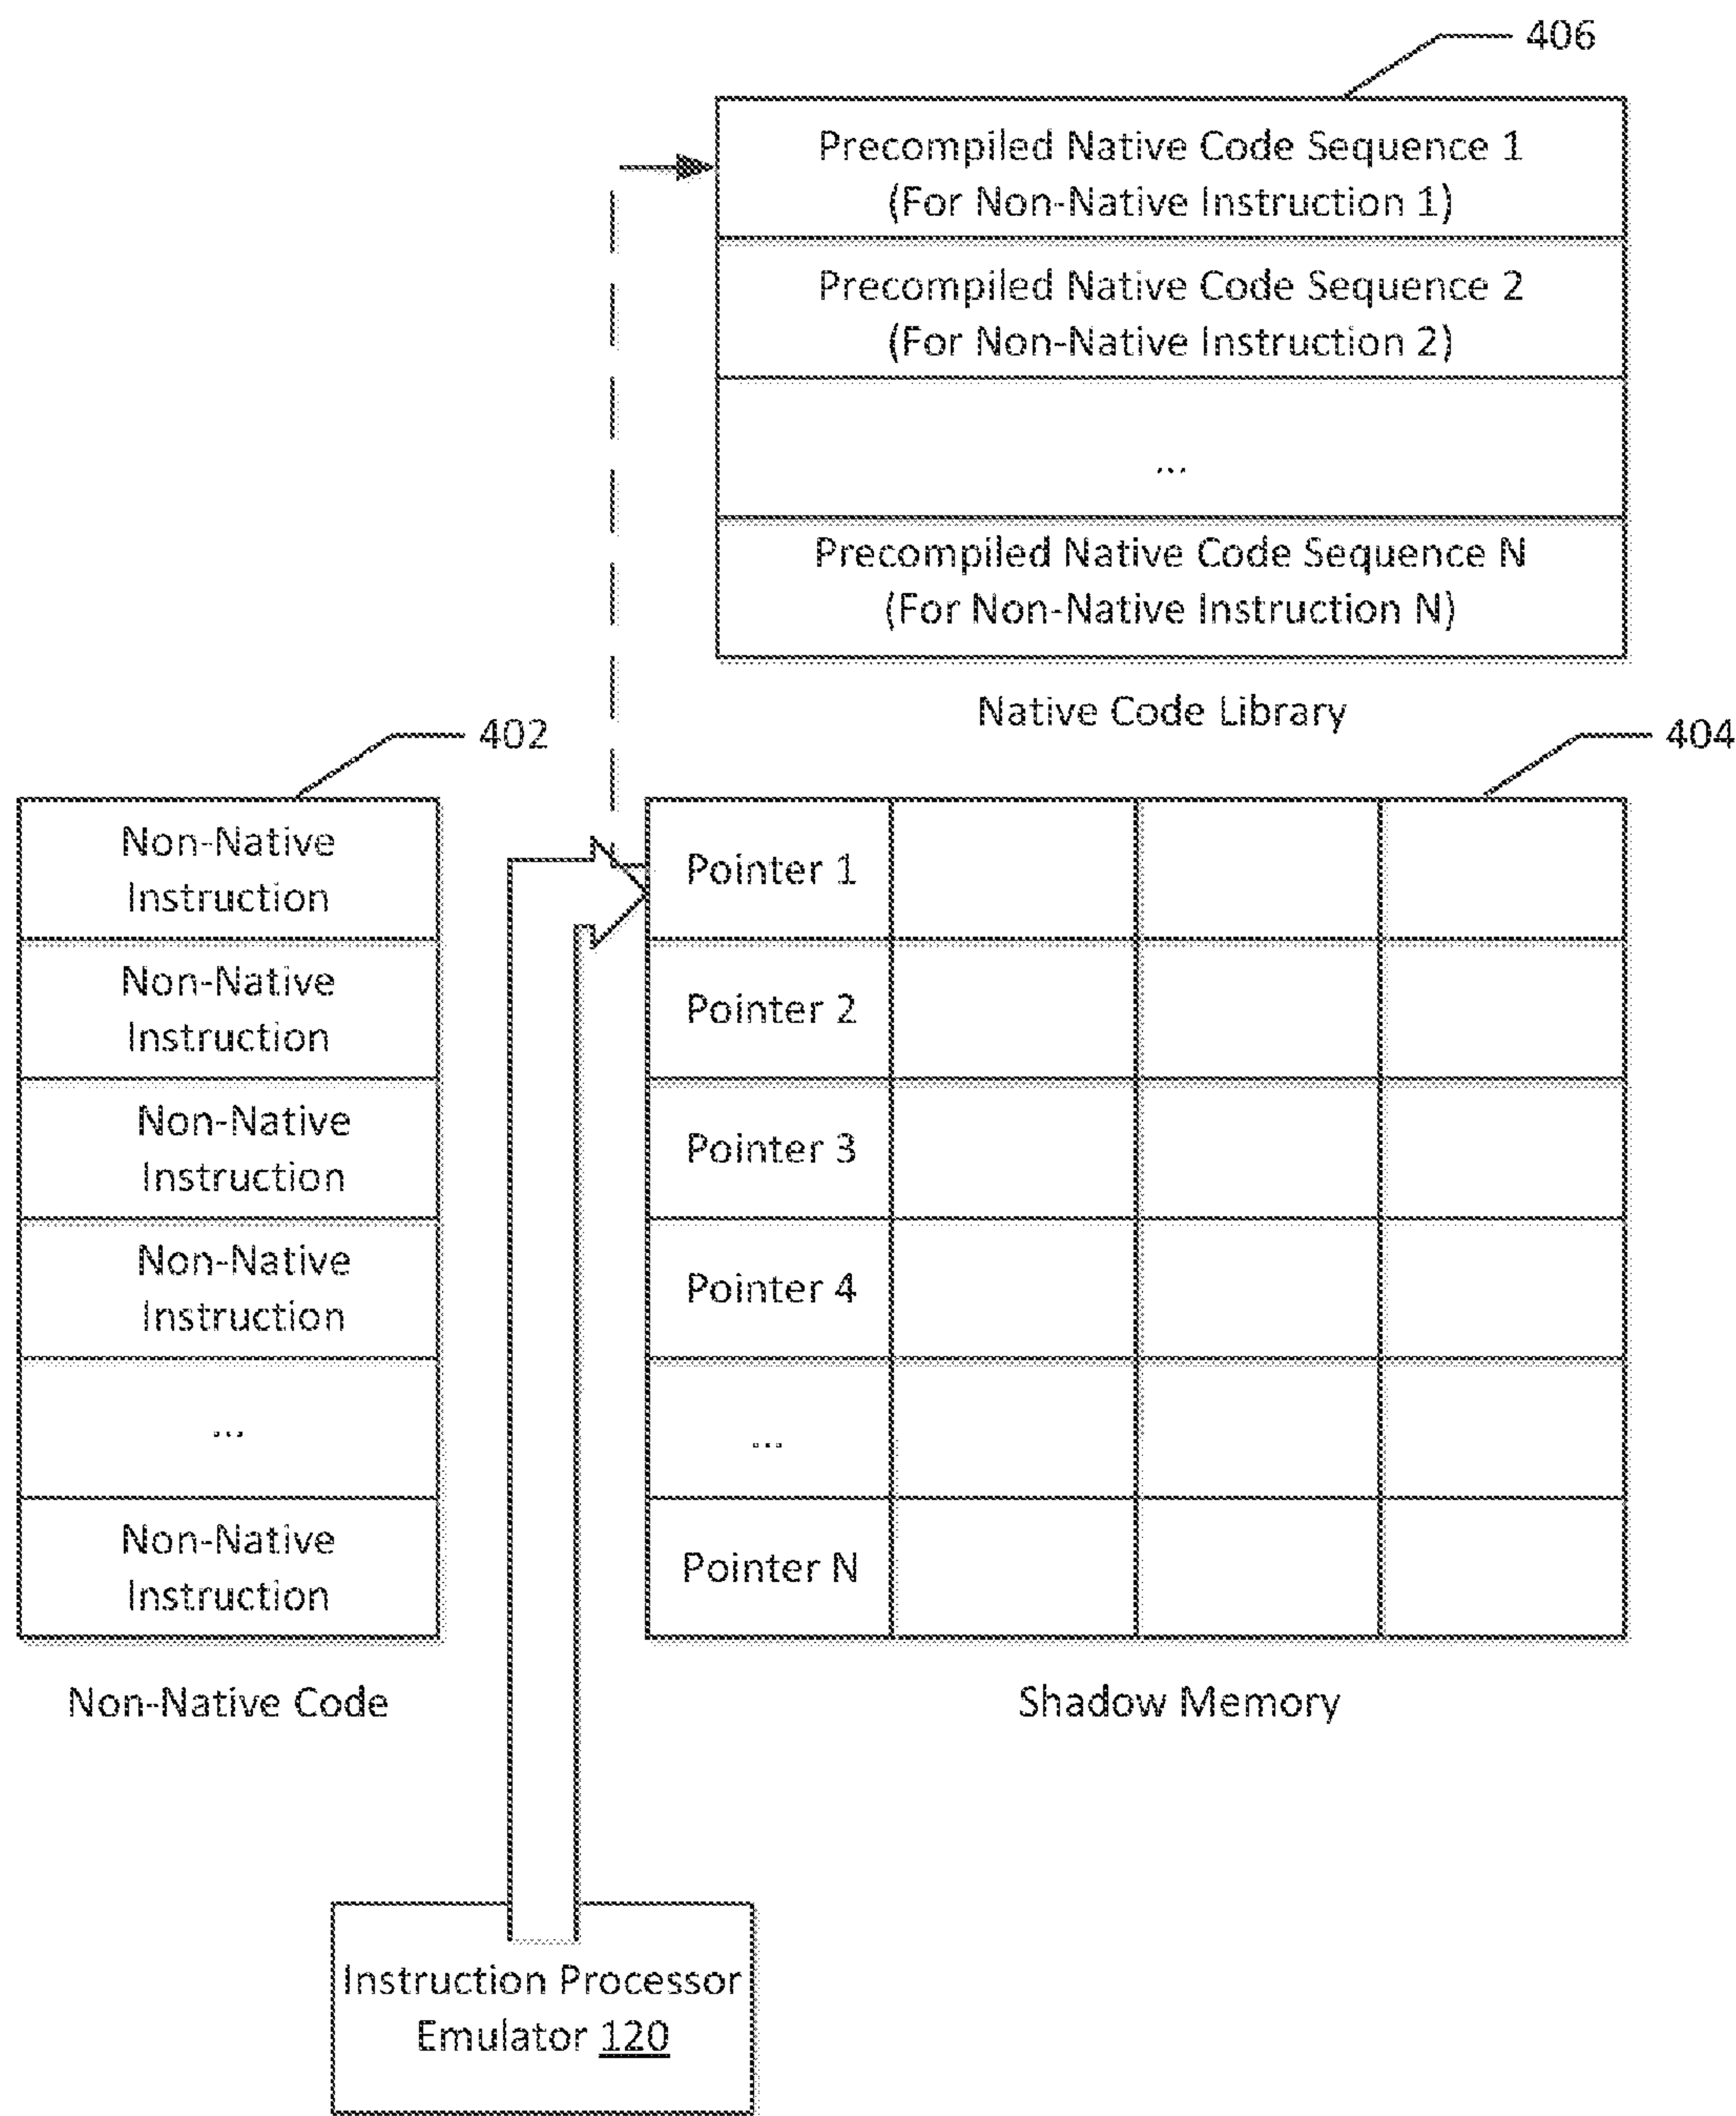 406
Precompiled Native Code Sequence 1
(For Non-Native Instruction 1)
Precompiled Native Code Sequence 2
(For Non-Native Instruction 2)
...
Precompiled Native Code Sequence N
(For Non-Native Instruction N)
Native Code Library
402
Non-Native
Instruction
Non-Native
Instruction
Non-Native
Instruction
Non-Native
Instruction
...
Non-Native
Instruction
Non-Native Code
404
Pointer 1
Pointer 2
Pointer 3
Pointer 4
...
Pointer N
Shadow Memory
Instruction Processor
Emulator 120